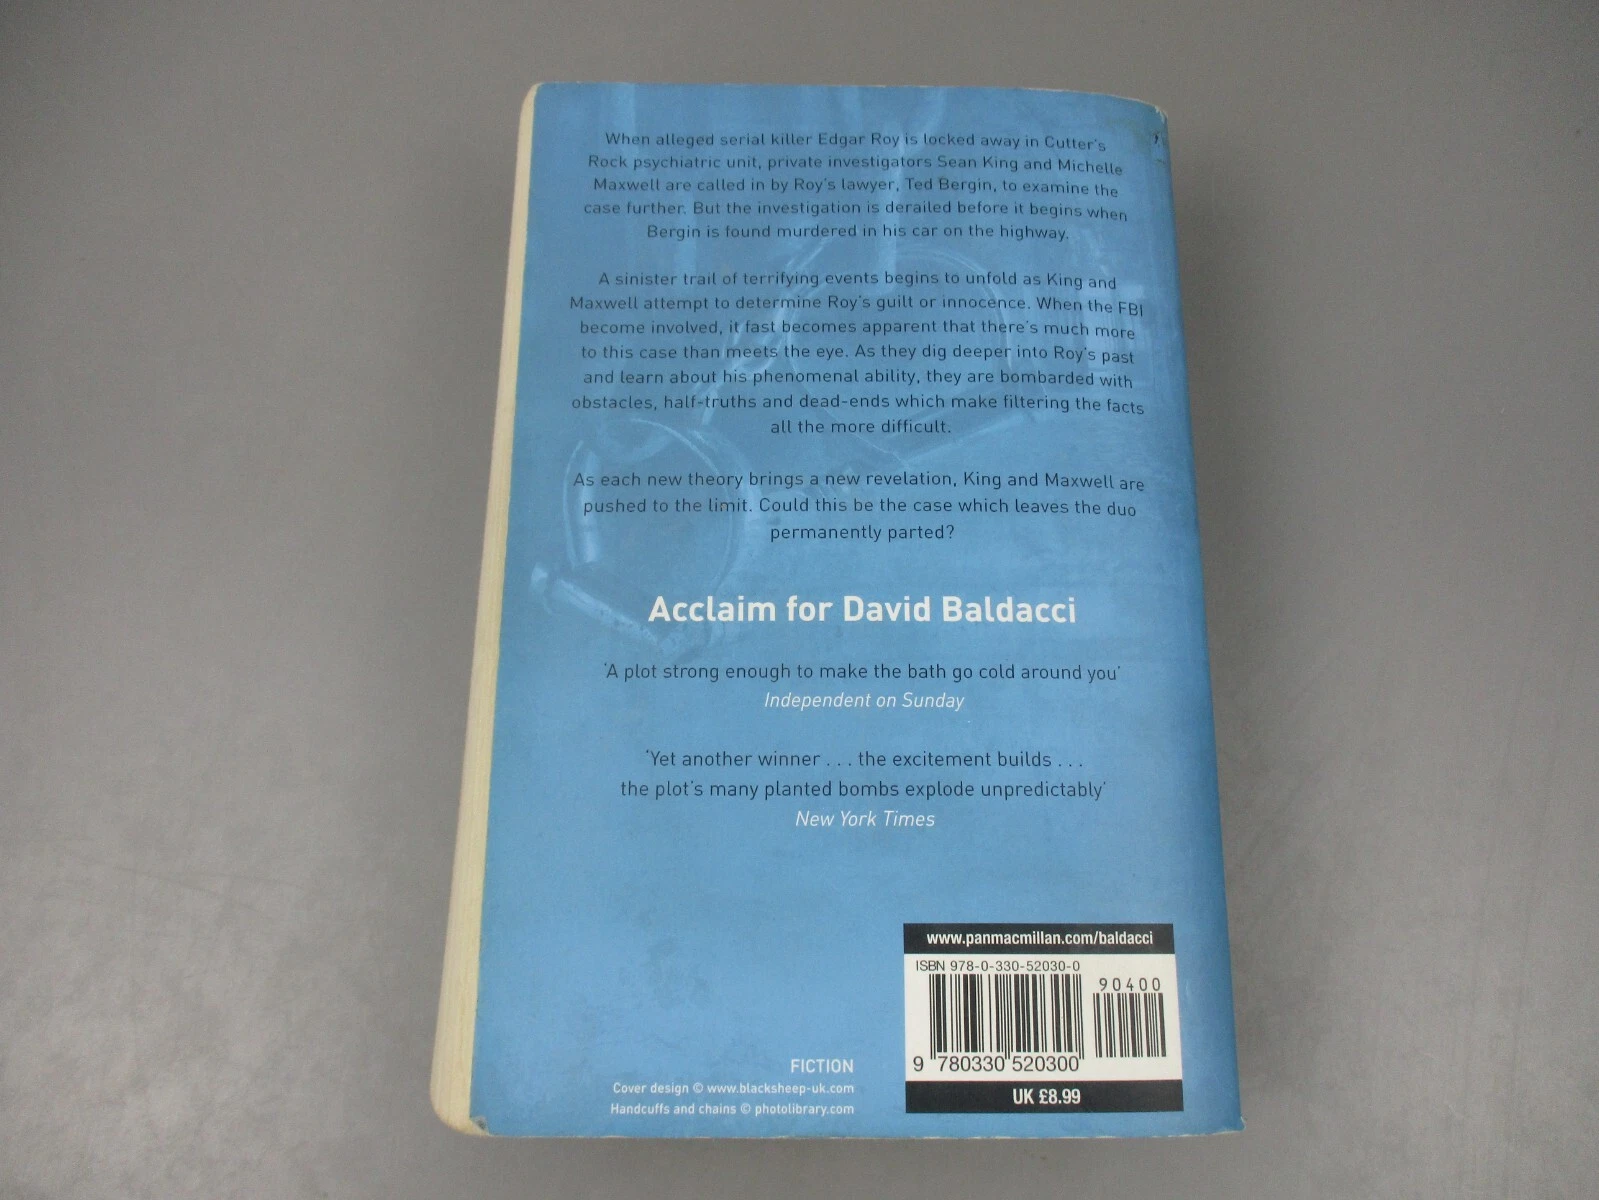 When alleged serial killer Edgar Roy is locked away in Cutter's
Rock psychiatric unit, private investigators Sean King and Michelle
Maxwell are called in by Roy's lawyer, Ted Bergin, to examine the
case further. But the investigation is derailed before it begins when
Bergin is found murdered in his car on the highway.
A sinister trail of terrifying events begins to unfold as King and
Maxwell attempt to determine Roy's guilt or innocence. When the FBI
become involved, it fast becomes apparent that there's much more
to this case than meets the eye. As they dig deeper into Roy's past
and learn about his phenomenal ability, they are bombarded with
obstacles, half-truths and dead-ends which make filtering the facts
all the more difficult.
As each new theory brings a new revelation, King and Maxwell are
pushed to the limit. Could this be the case which leaves the duo
permanently parted?
Acclaim for David Baldacci
'A plot strong enough to make the bath go cold around you'
Independent on Sunday
'Yet another winner . . . the excitement builds . . .
the plot's many planted bombs explode unpredictably'
New York Times
www.panmacmillan.com/baldacci
ISBN 978-0-330-52030-0
90400
9 780330 520300
UK £8.99
FICTION
Cover design © www.blacksheep-uk.com
Handcuffs and chains © photolibrary.com